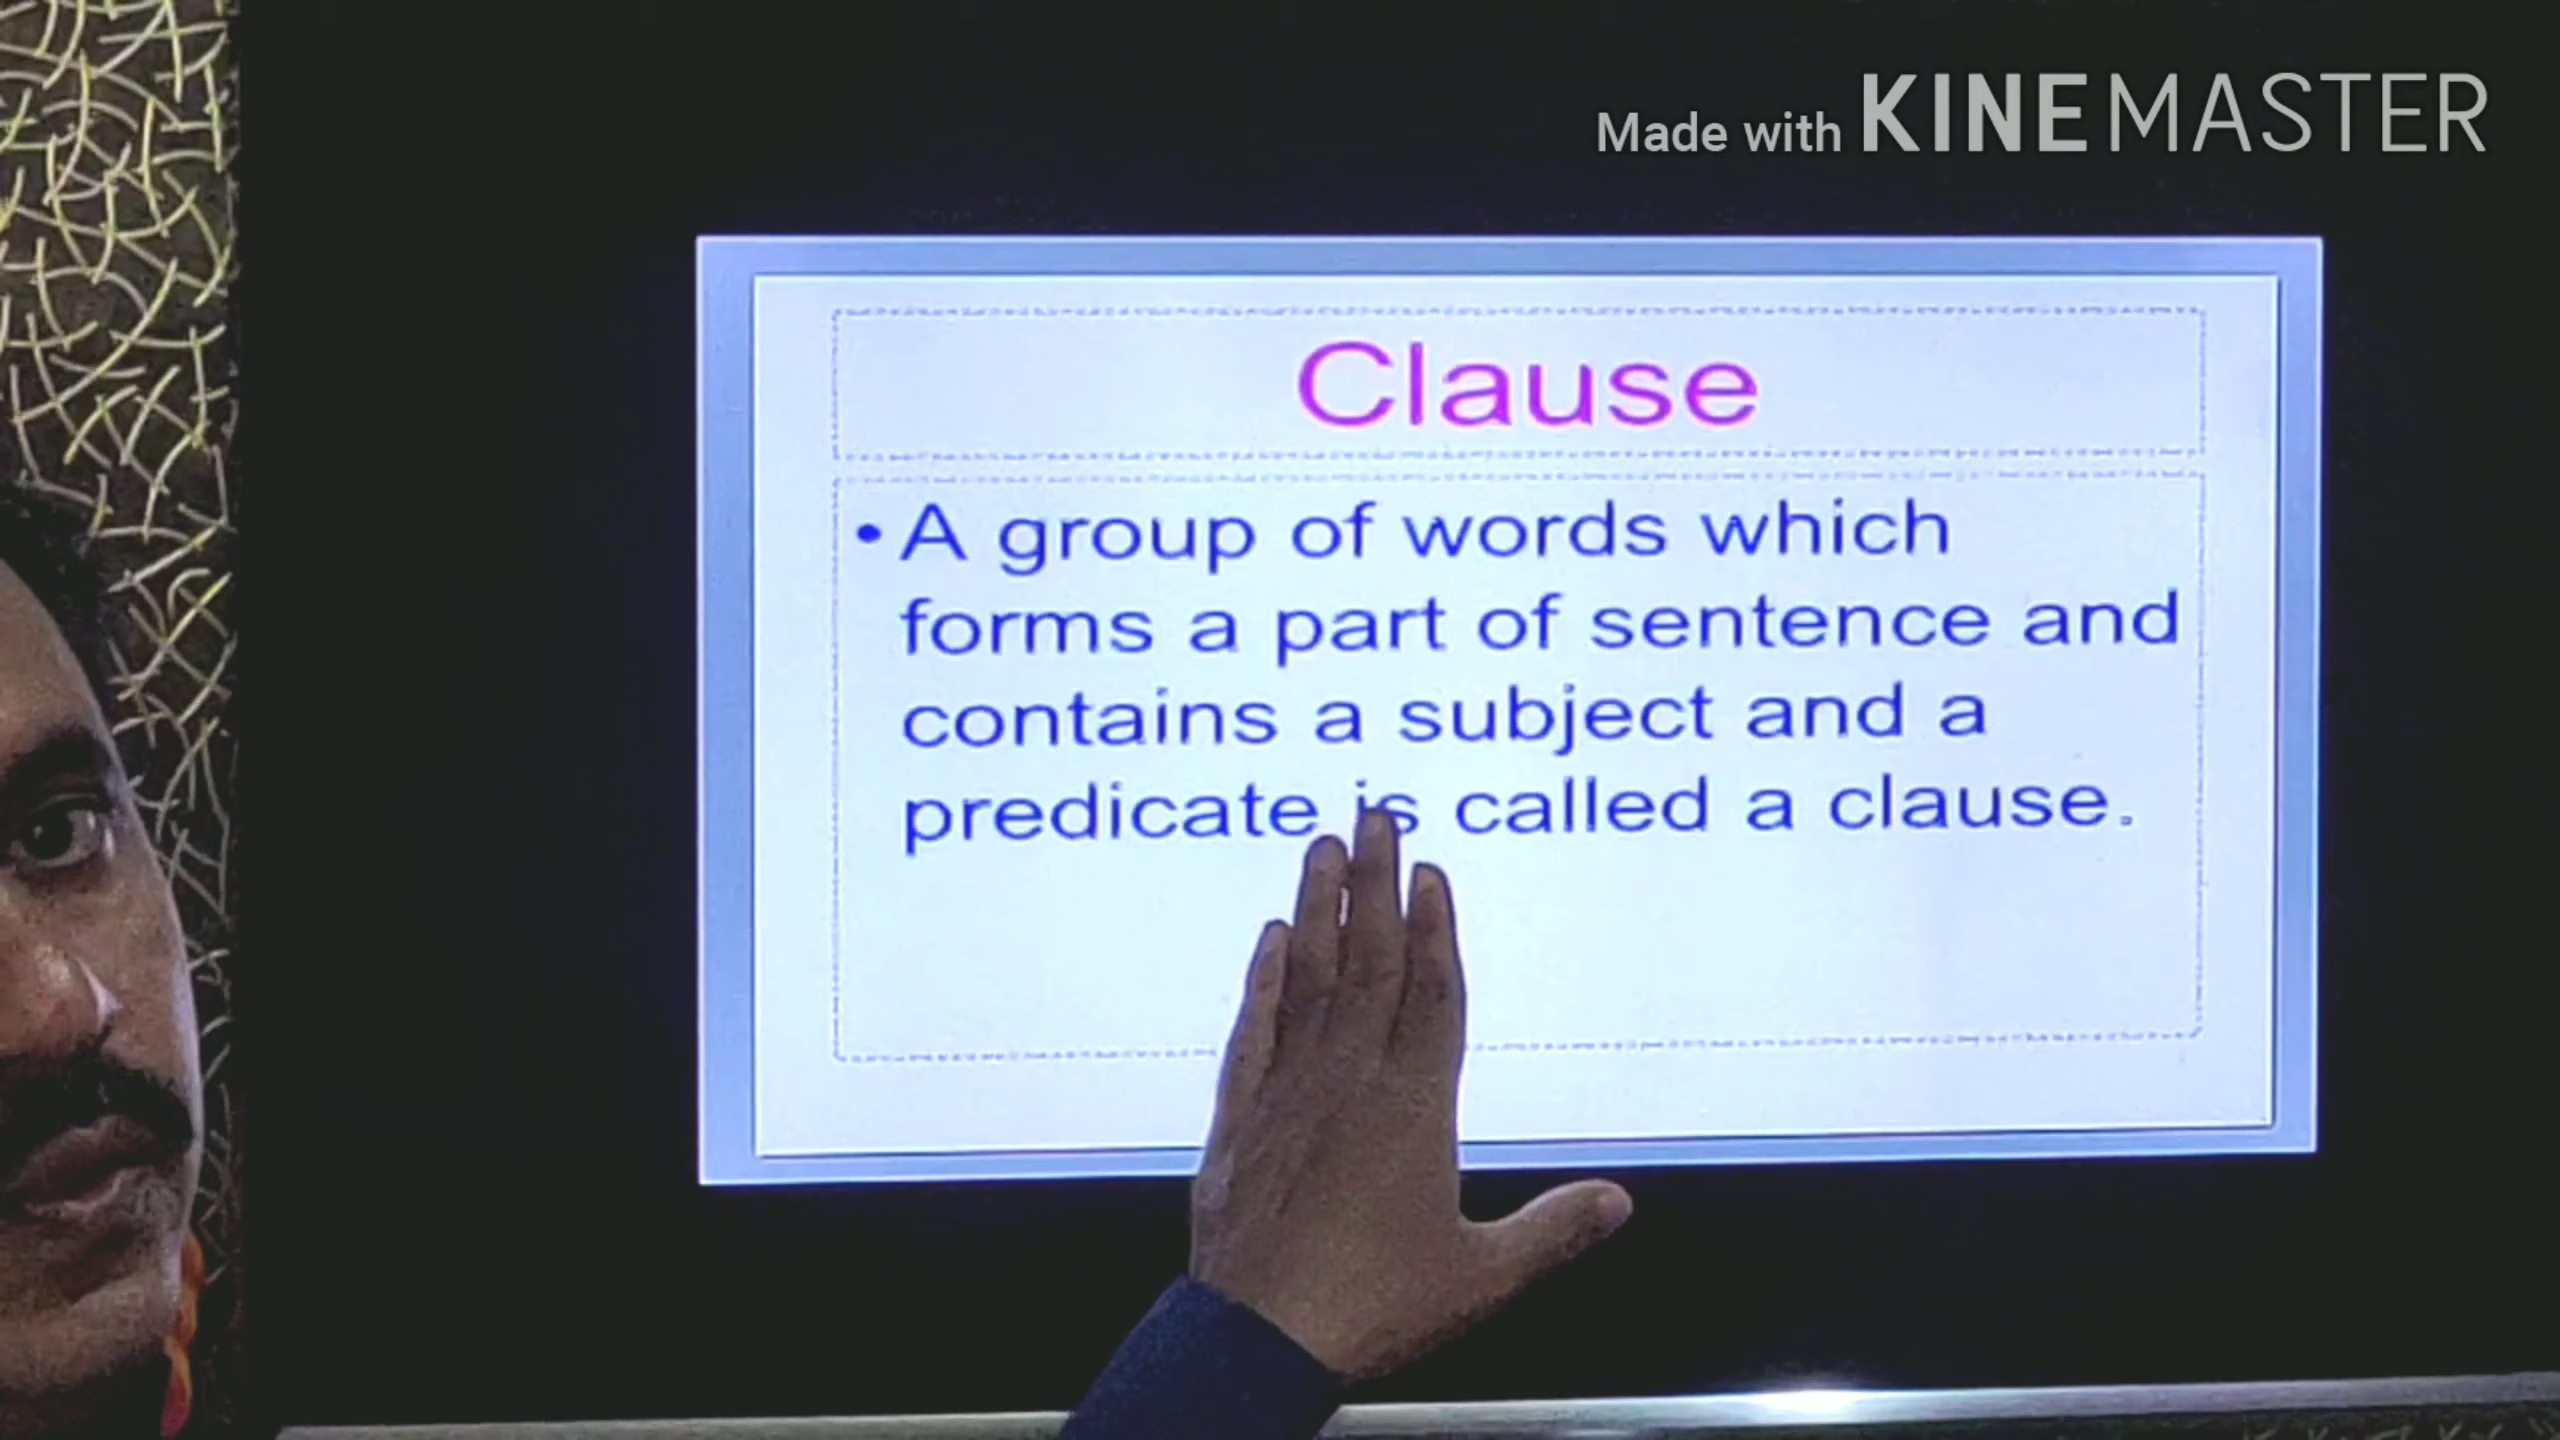 Made with KINEMASTER
Clause
• A group of words which
forms a part of sentence and
contains a subject and a
predicate is called a clause.